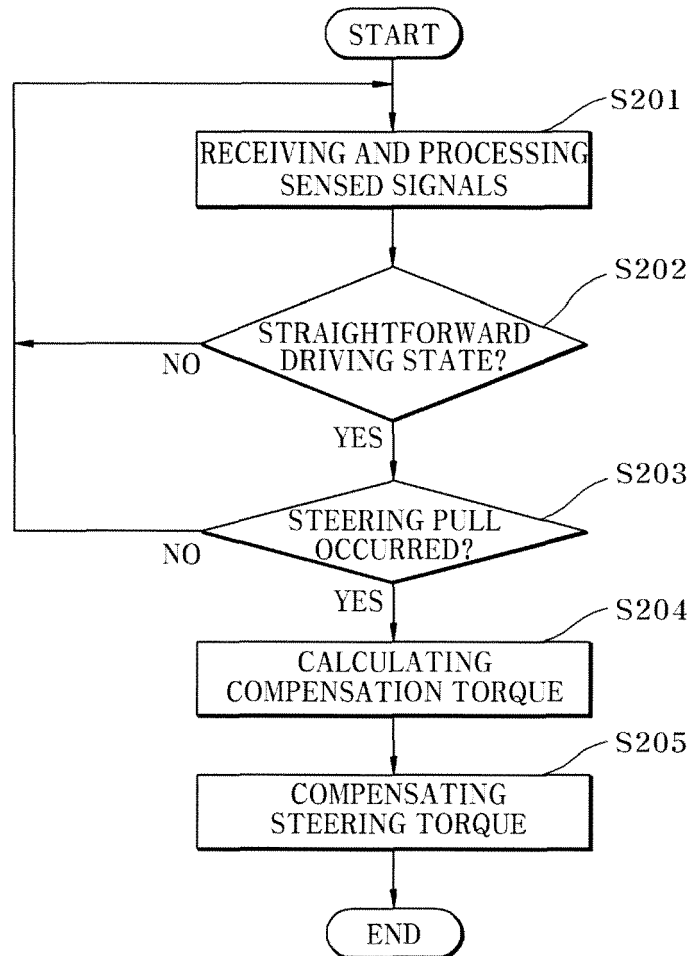 START
S201
RECEIVING AND PROCESSING
SENSED SIGNALS
S202
STRAIGHTFORWARD
DRIVING STATE?
NO
YES
S203
STEERING PULL
OCCURRED?
NO
YES
S204
CALCULATING
COMPENSATION TORQUE
S205
COMPENSATING
STEERING TORQUE
END